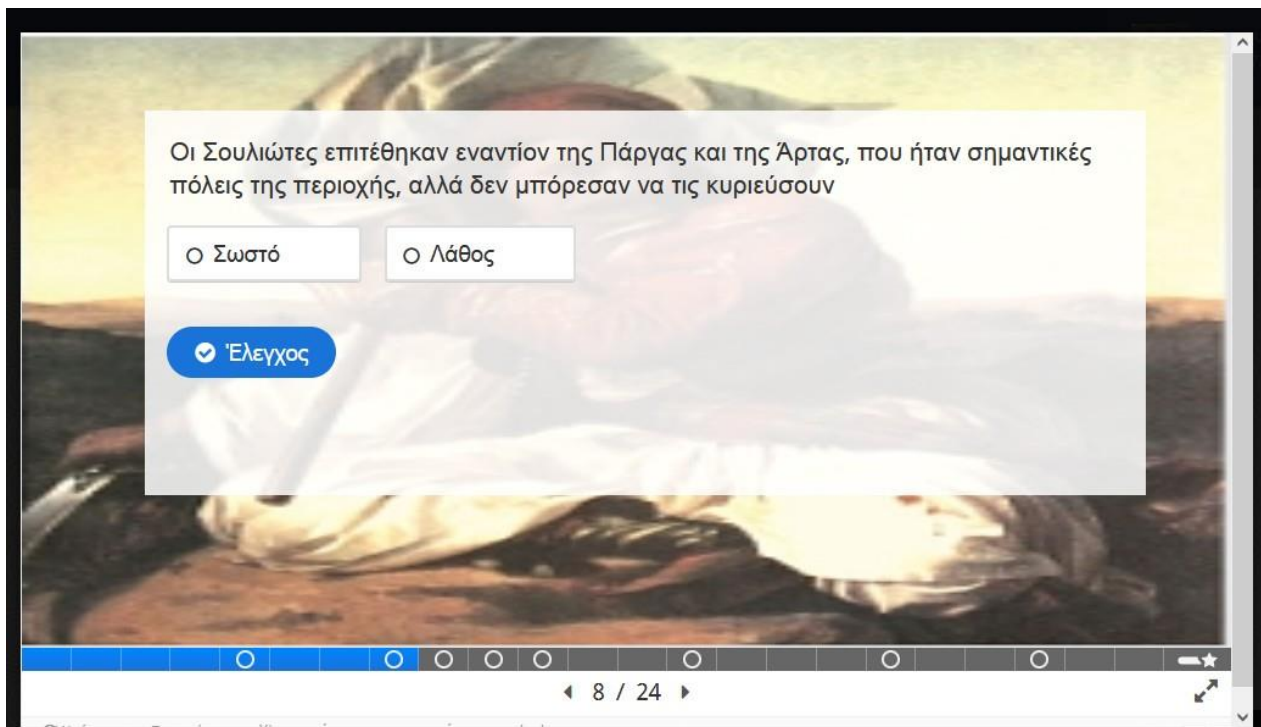 Οι Σουλιώτες επιτέθηκαν εναντίον της Πάργας και της Άρτας, που ήταν σημαντικές
πόλεις της περιοχής, αλλά δεν μπόρεσαν να τις κυριεύσουν
Σωστό
Λάθος
Έλεγχος
8 / 24